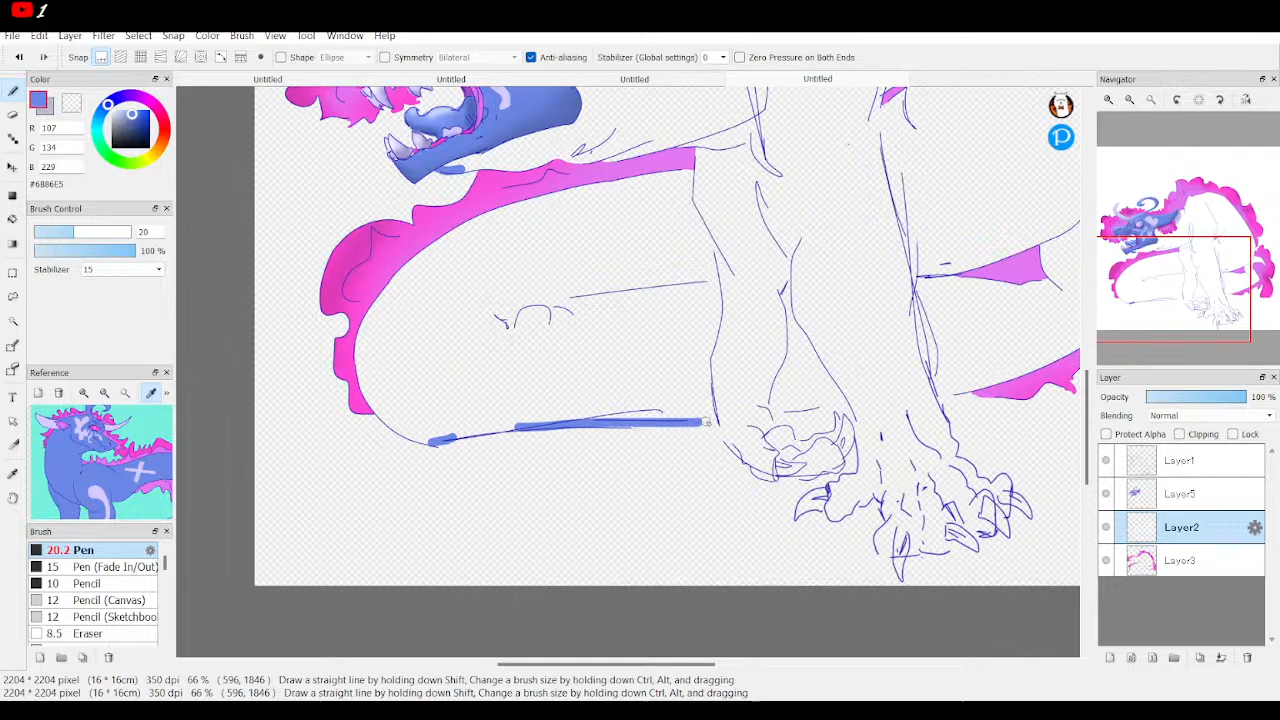 1
File Edit Layer Filter Select Snap Color Brush View Tool Window Help
Snap Shape Ellipse Symmetry Bilateral Anti-aliasing Stabilizer (Global settings) 0 Zero Pressure on Both Ends
Color
Untitled Untitled Untitled Untitled
Navigator
R 107
G 134
B 229
#6B86E5
Brush Control
20
100 %
Stabilizer 15
Reference
Layer
Opacity 100 %
Blending Normal
Protect Alpha Clipping Lock
Layer1
Layer5
Layer2
Layer3
Brush
20.2 Pen
15 Pen (Fade In/Out)
10 Pencil
12 Pencil (Canvas)
12 Pencil (Sketchboo
8.5 Eraser
2204 * 2204 pixel (16 * 16cm) 350 dpi 66 % (596, 1846) Draw a straight line by holding down Shift, Change a brush size by holding down Ctrl, Alt, and dragging
2204 * 2204 pixel (16 * 16cm) 350 dpi 66 % (596, 1846) Draw a straight line by holding down Shift, Change a brush size by holding down Ctrl, Alt, and dragging